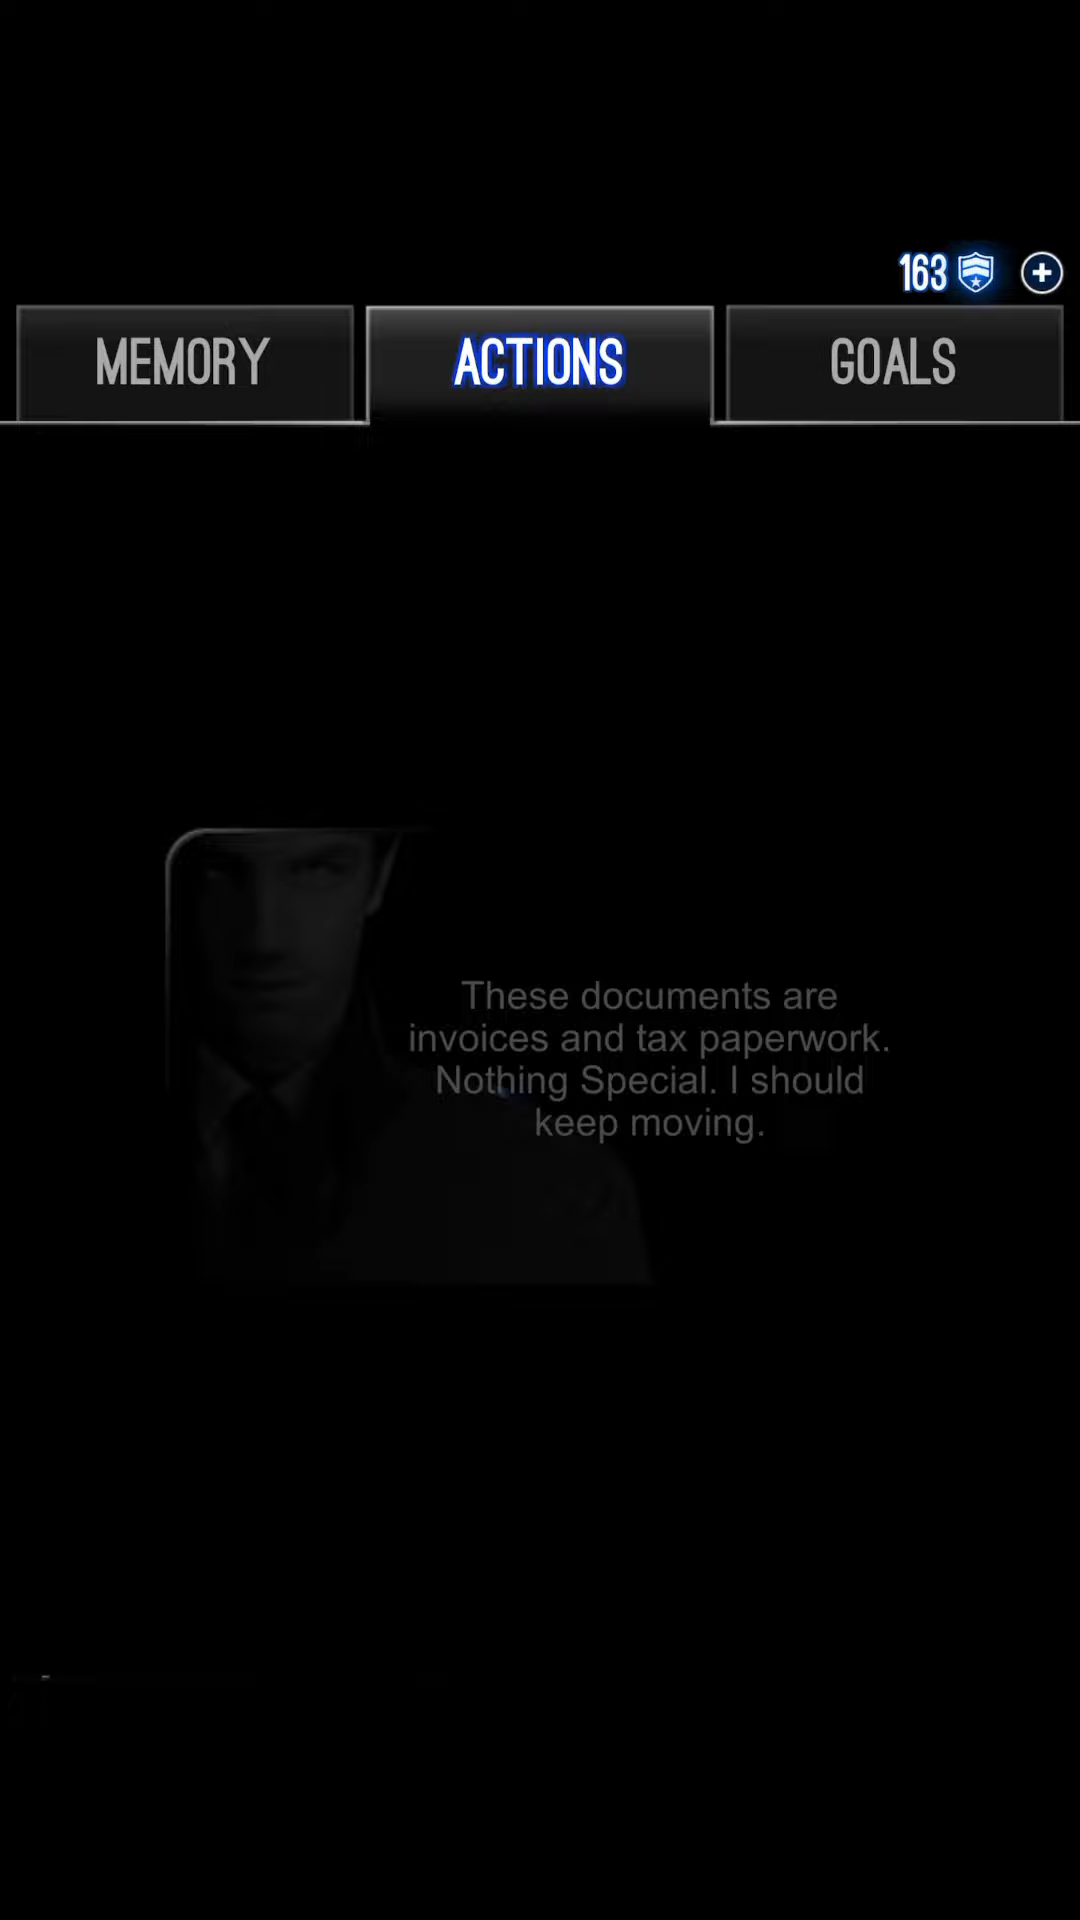 163
MEMORY
ACTIONS
GOALS
These documents are
invoices and tax paperwork.
Nothing Special. I should
keep moving.